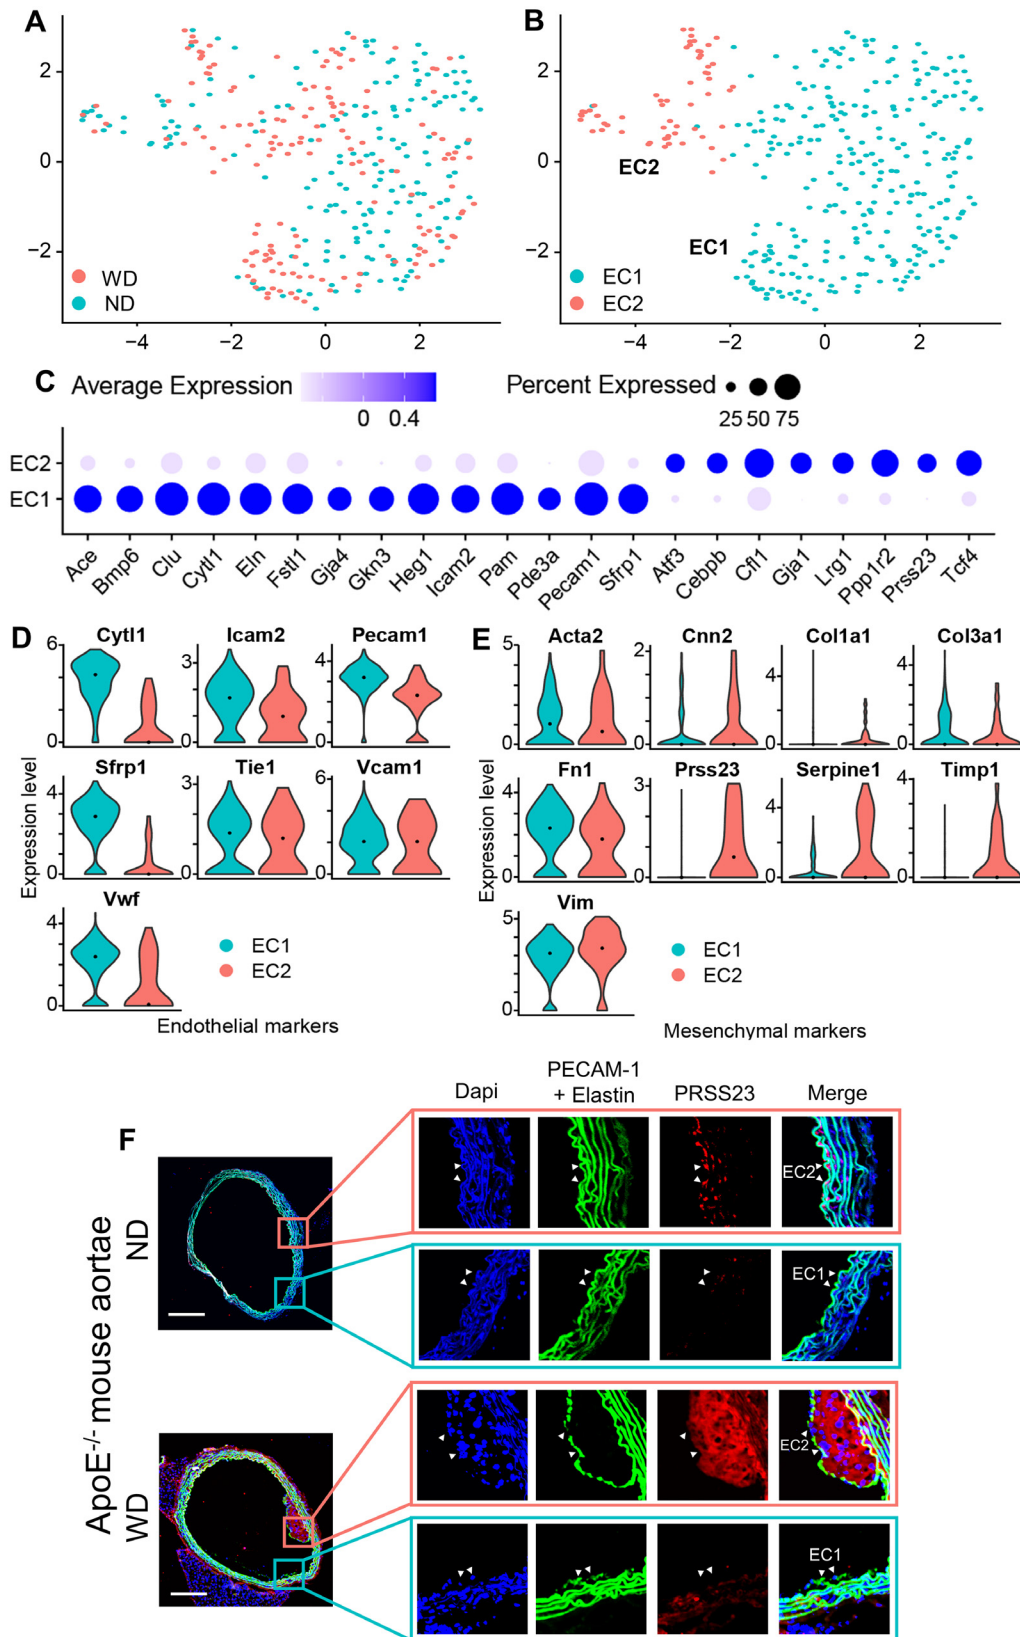 A
2
0
−2
WD
ND
−4
−2
0
2
B
2
0
−2
EC2
EC1
EC1
EC2
−4
−2
0
2
C
Average Expression
0 0.4
Percent Expressed
25 50 75
EC2
EC1
Ace Bmp6 Clu Cytl1 Eln Fstl1 Gja4 Gkn3 Heg1 Icam2 Pam Pde3a Pecam1 Sfrp1 Atf3 Cebpb Cfl1 Gja1 Lrg1 Ppp1r2 Prss23 Tcf4
D
Expression level
Cytl1 Icam2 Pecam1
6 3 4
0 0 0
Sfrp1 Tie1 Vcam1
4 3 6
0 0 0
Vwf
4
0
EC1
EC2
Endothelial markers
E
Expression level
Acta2 Cnn2 Col1a1 Col3a1
5 2 4 4
0 0 0 0
Fn1 Prss23 Serpine1 Timp1
4 3 4 4
0 0 0 0
Vim
5
0
EC1
EC2
Mesenchymal markers
F
Dapi
PECAM-1
+ Elastin
PRSS23
Merge
ApoE-/- mouse aortae
ND
EC2
EC1
WD
EC2
EC1